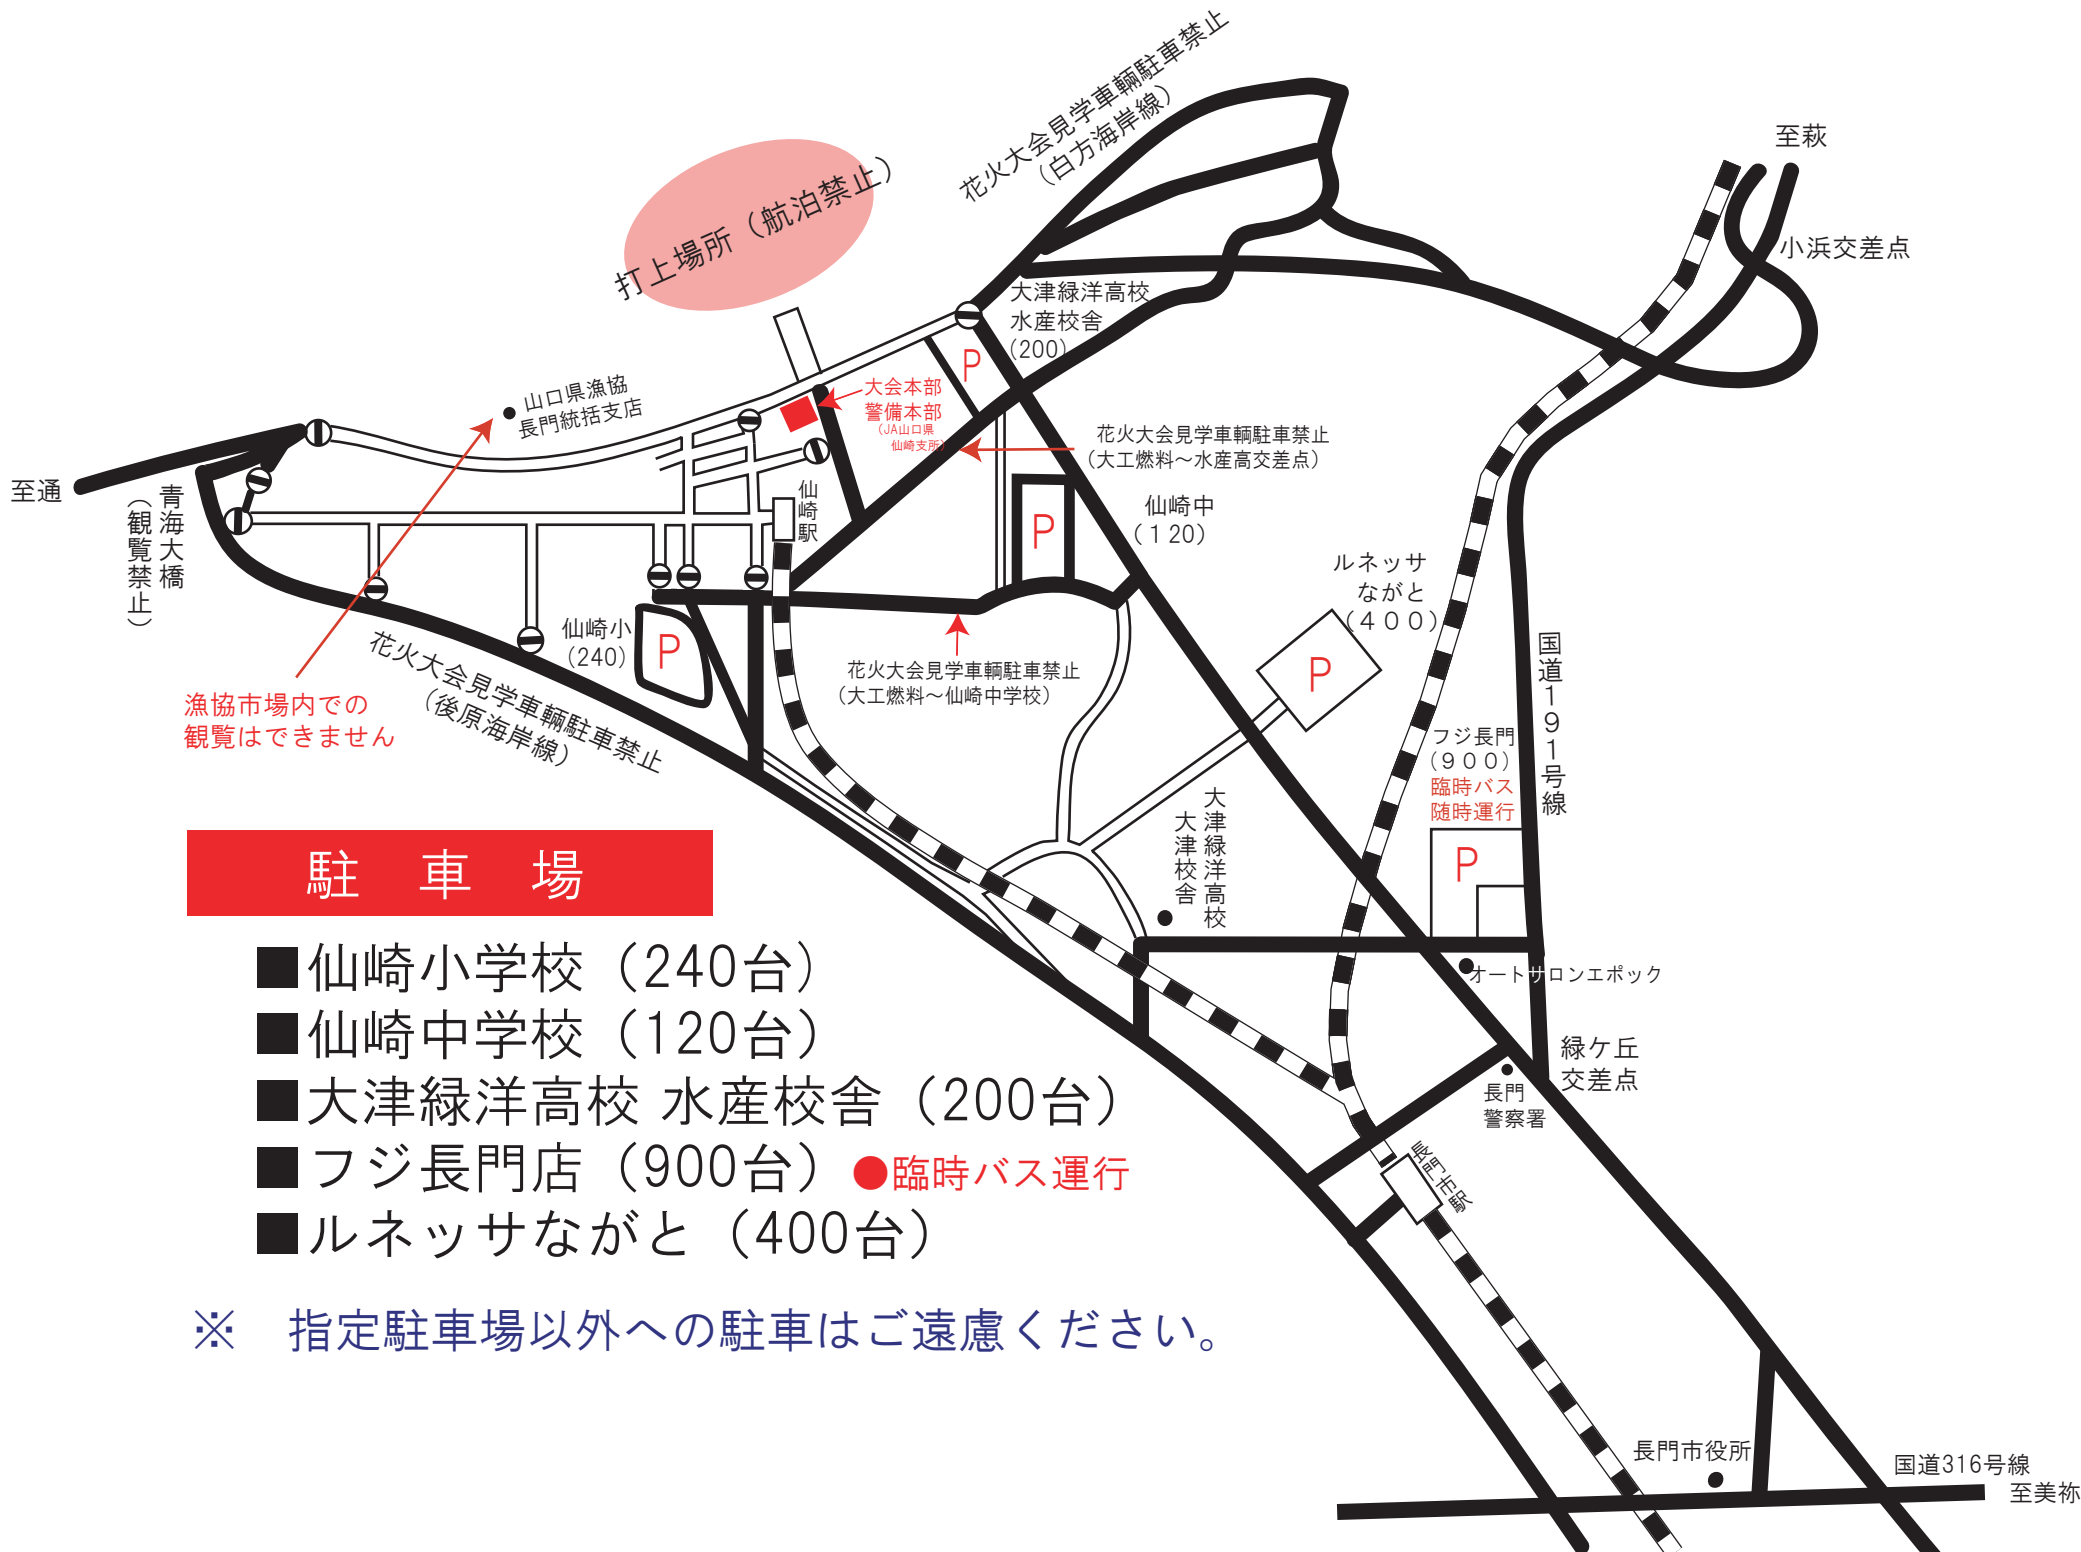 花火大会見学車輛駐車禁止
（白方海岸線）
至萩
小浜交差点
打上場所（航泊禁止）
大津緑洋高校
水産校舎
(200)
P
山口県漁協
長門統括支店
大会本部
警備本部
（JA山口県
仙崎支所）
花火大会見学車輌駐車禁止
（大工燃料～水産高交差点）
至通
青海大橋
（観覧禁止）
仙崎駅
P
仙崎中
（１20）
ルネッサ
ながと
（４００）
P
仙崎小
（240）
P
花火大会見学車輌駐車禁止
（大工燃料～仙崎中学校）
国道１９１号線
花火大会見学車輌駐車禁止
（後原海岸線）
漁協市場内での
観覧はできません
フジ長門
（９００）
臨時バス
随時運行
P
大津緑洋高校
大津校舎
オートサロンエポック
緑ケ丘
交差点
長門
警察署
長門市駅
駐　車　場
■仙崎小学校（240台）
■仙崎中学校（120台）
■大津緑洋高校 水産校舎（200台）
■フジ長門店（900台）●臨時バス運行
■ルネッサながと（400台）
※　指定駐車場以外への駐車はご遠慮ください。
長門市役所
国道316号線
至美祢